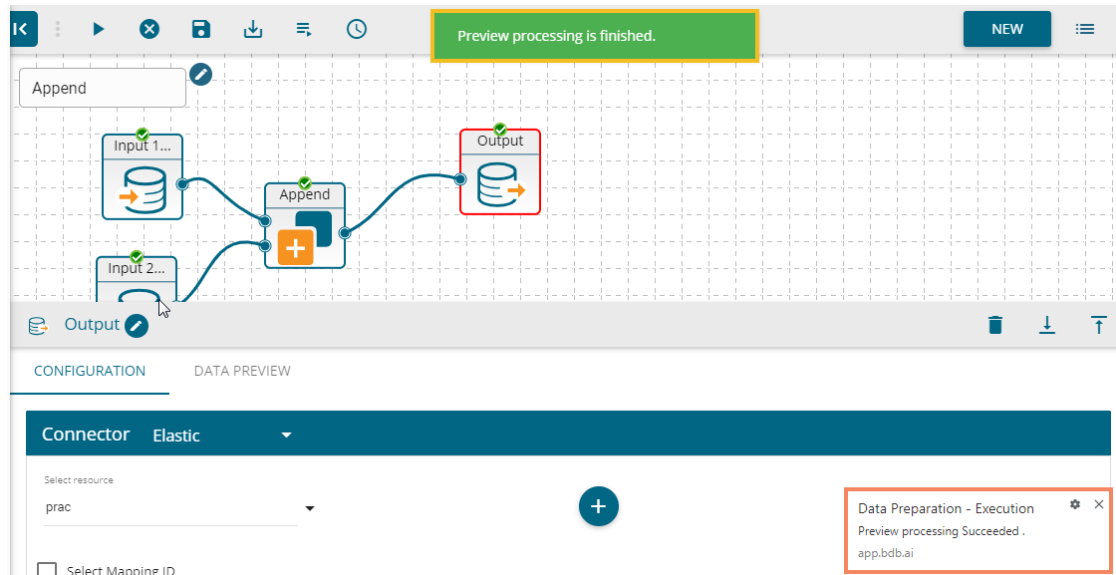 Preview processing is finished.
NEW
Append
Input 1...
Output
Append
Input 2...
Output
CONFIGURATION
DATA PREVIEW
Connector Elastic
Select resource
prac
Data Preparation - Execution
Preview processing Succeeded .
app.bdb.ai
Select Mapping ID